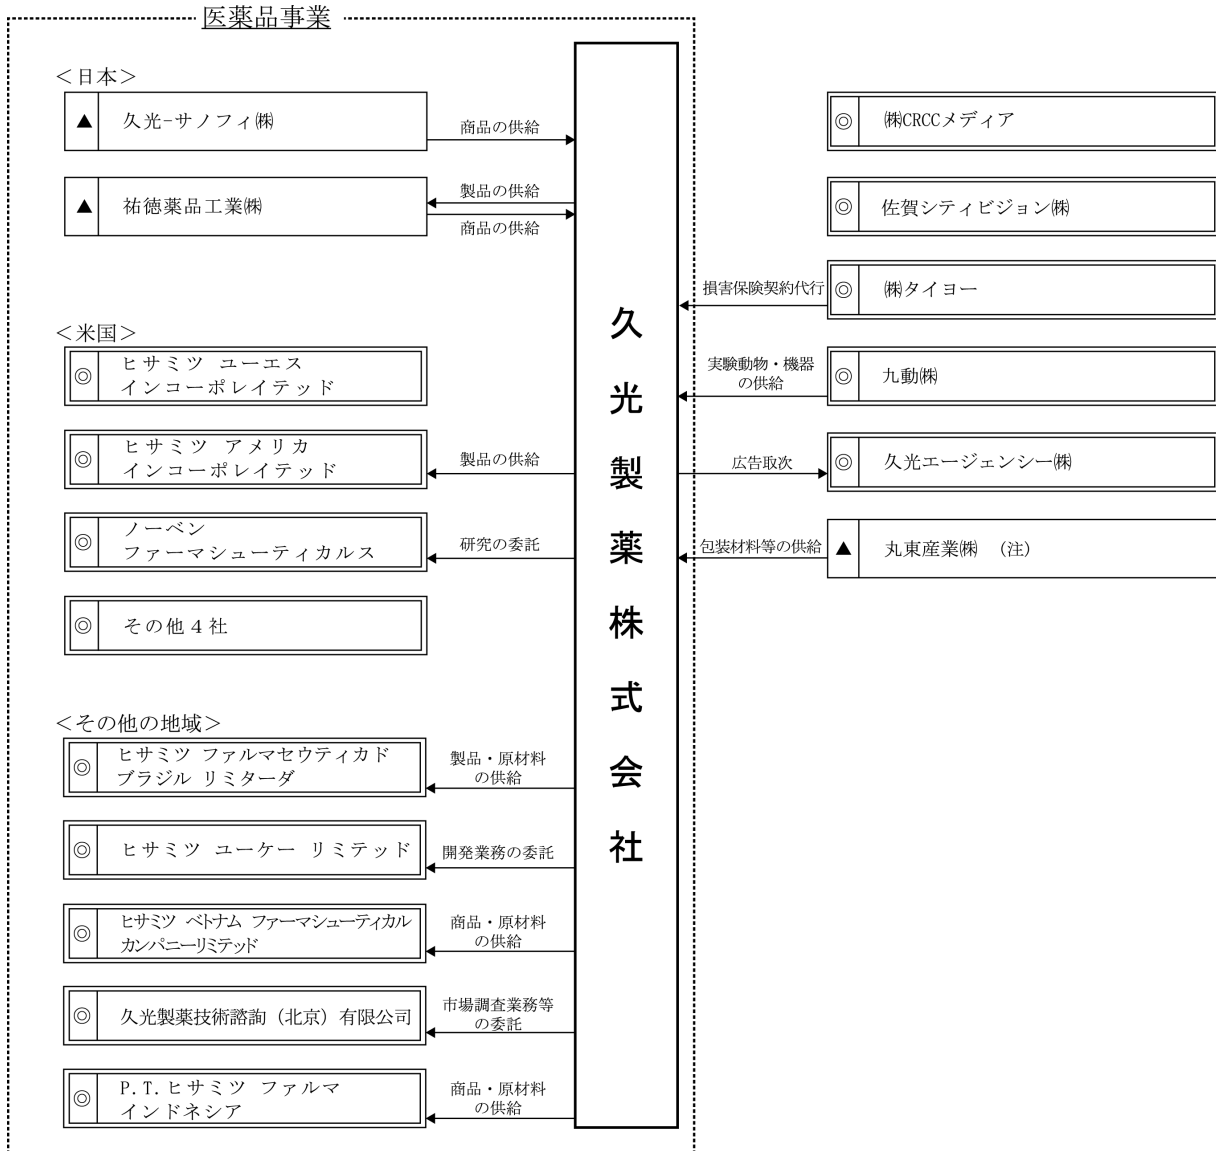 医薬品事業
＜日本＞
▲ 久光-サノフィ㈱
商品の供給
▲ 祐徳薬品工業㈱
製品の供給
商品の供給
＜米国＞
◎ ヒサミツ ユーエス
インコーポレイテッド
◎ ヒサミツ アメリカ
インコーポレイテッド
製品の供給
◎ ノーベン
ファーマシューティカルス
研究の委託
◎ その他４社
＜その他の地域＞
◎ ヒサミツ ファルマセウティカド
ブラジル リミターダ
製品・原材料
の供給
◎ ヒサミツ ユーケー リミテッド
開発業務の委託
◎ ヒサミツ ベトナム ファーマシューティカル
カンパニーリミテッド
商品・原材料
の供給
◎ 久光製薬技術諮詢（北京）有限公司
市場調査業務等
の委託
◎ P.T.ヒサミツ ファルマ
インドネシア
商品・原材料
の供給
久光製薬株式会社
◎ ㈱CRCCメディア
◎ 佐賀シティビジョン㈱
損害保険契約代行
◎ ㈱タイヨー
実験動物・機器
の供給
◎ 九動㈱
広告取次
◎ 久光エージェンシー㈱
包装材料等の供給
▲ 丸東産業㈱ （注）